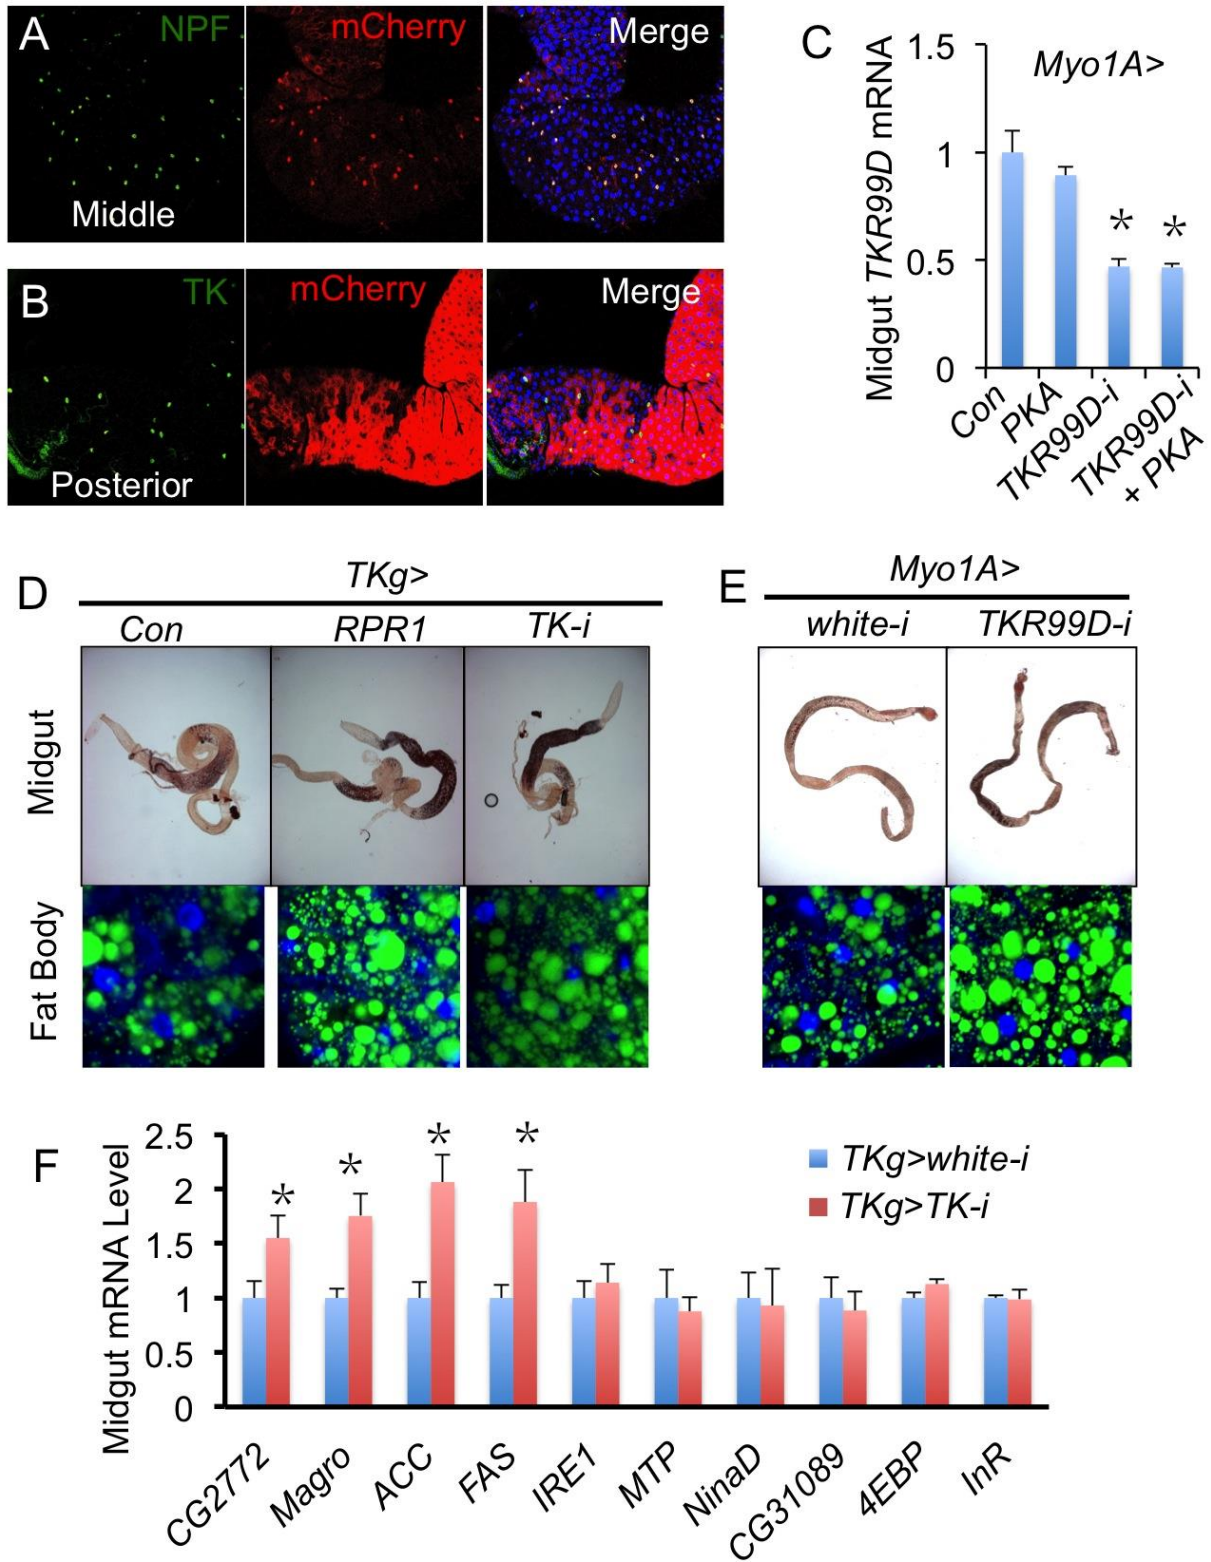 A
NPF
mCherry
Merge
Middle
B
TK
mCherry
Merge
Posterior
C
Myo1A>
Midgut TKR99D mRNA
1.5
1
0.5
0
Con
PKA
TKR99D-i
TKR99D-i
+ PKA
D
TKg>
Con
RPR1
TK-i
Midgut
Fat Body
E
Myo1A>
white-i
TKR99D-i
F
Midgut mRNA Level
2.5
2
1.5
1
0.5
0
*
*
*
*
*
*
TKg>white-i
TKg>TK-i
CG2772
Magro
ACC
FAS
IRE1
MTP
NinaD
CG31089
4EBP
InR